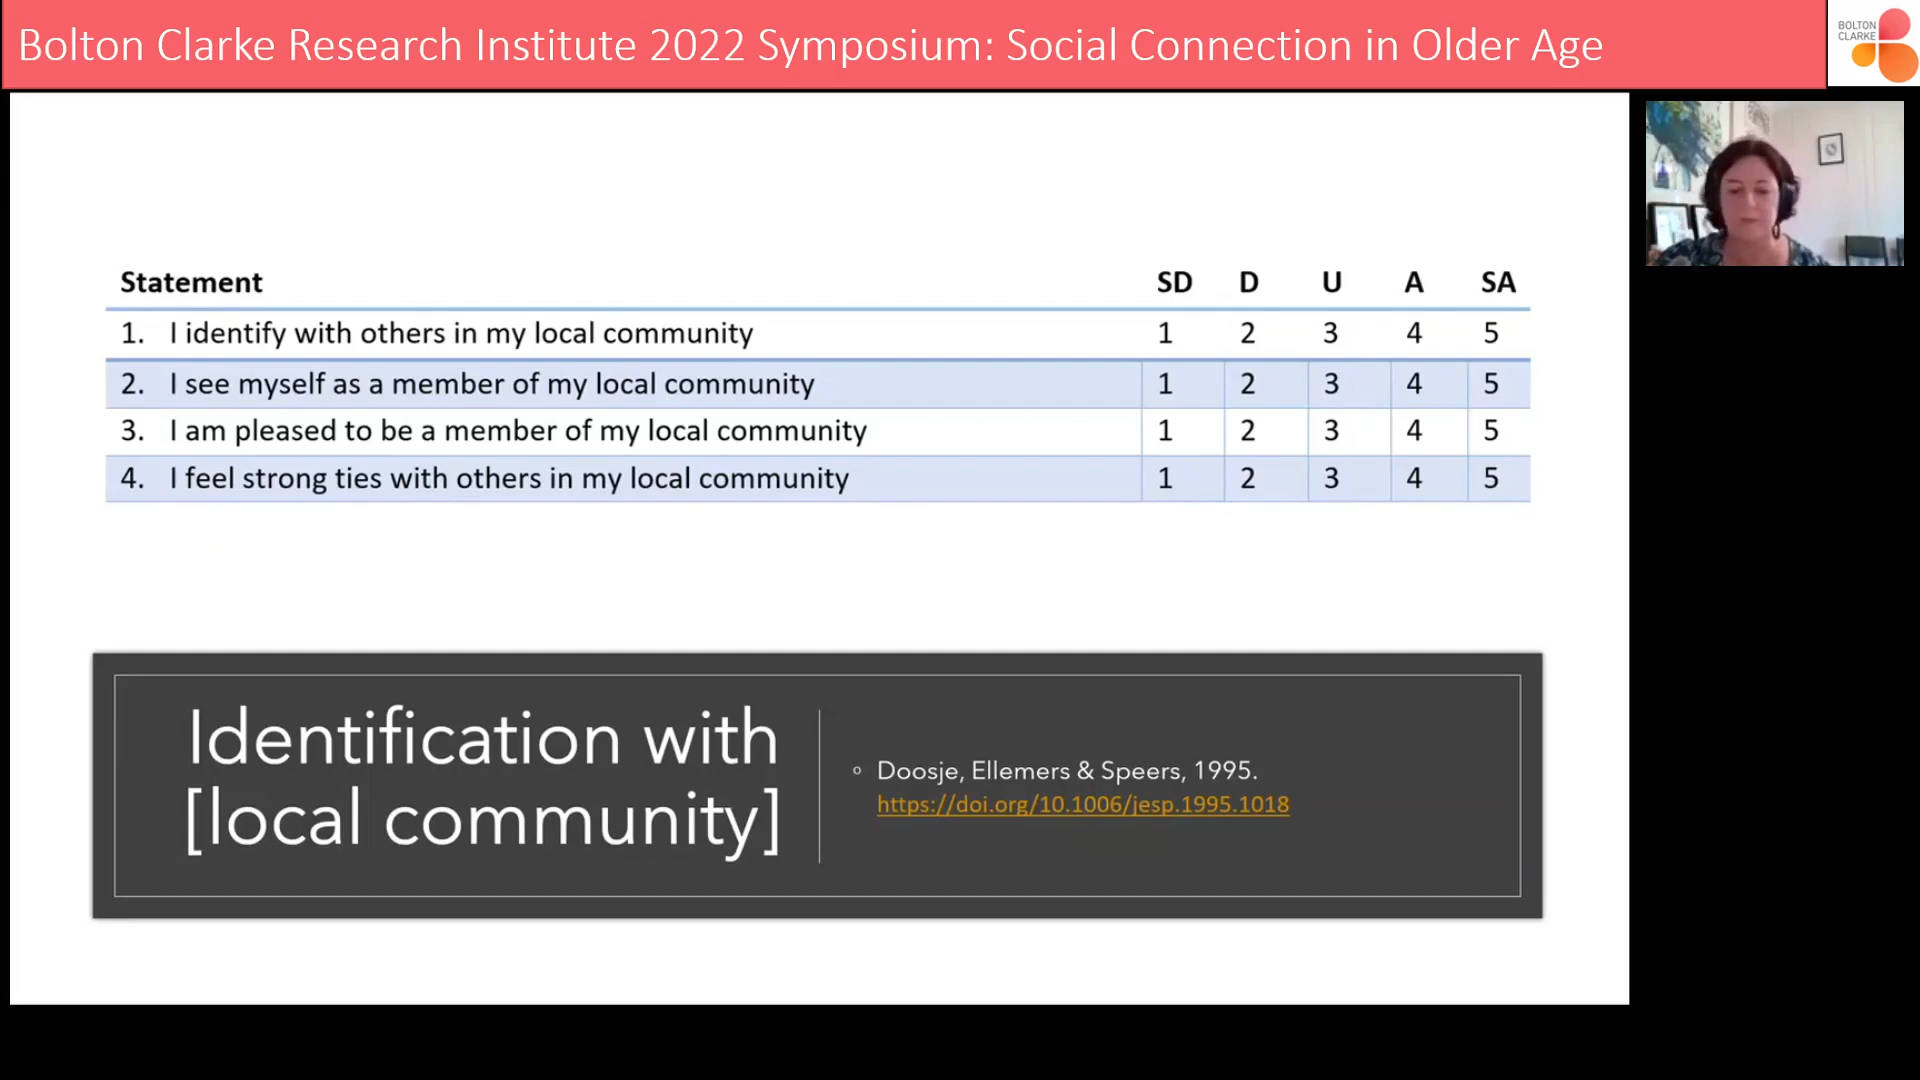 Bolton Clarke Research Institute 2022 Symposium: Social Connection in Older Age
BOLTON
CLARKE
Statement SD D U A SA
1. I identify with others in my local community 1 2 3 4 5
2. I see myself as a member of my local community 1 2 3 4 5
3. I am pleased to be a member of my local community 1 2 3 4 5
4. I feel strong ties with others in my local community 1 2 3 4 5
Identification with
[local community]
Doosje, Ellemers & Speers, 1995.
https://doi.org/10.1006/jesp.1995.1018